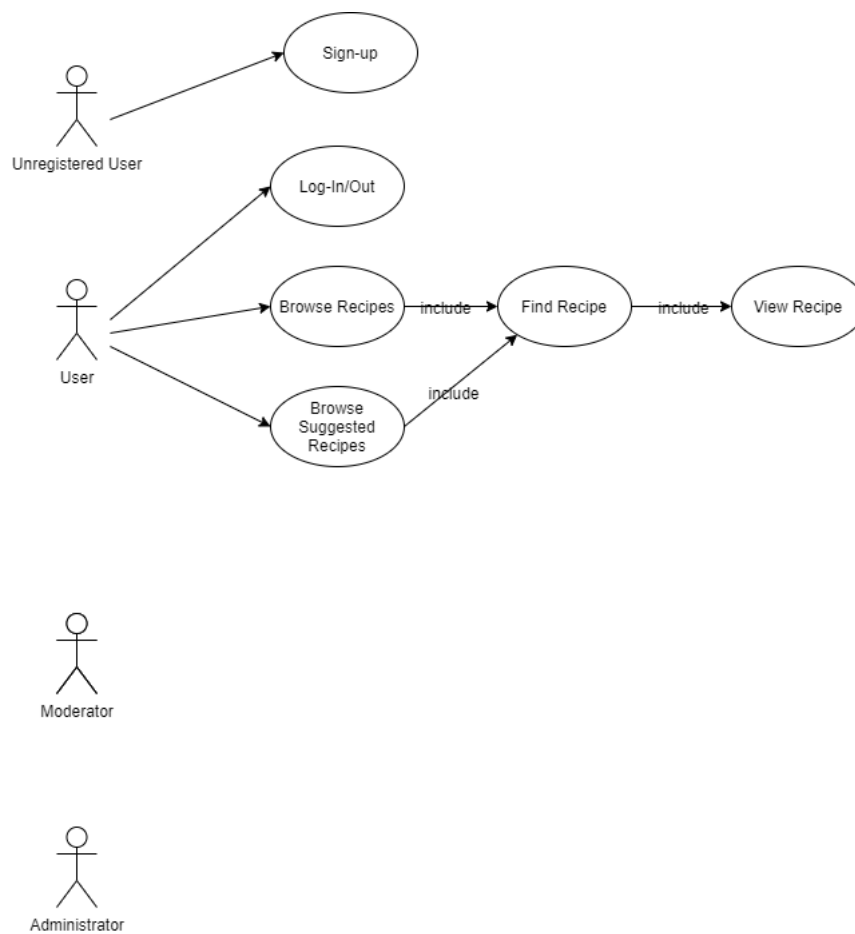 Sign-up
Unregistered User
Log-In/Out
Browse Recipes
include
Find Recipe
include
View Recipe
User
include
Browse
Suggested
Recipes
Moderator
Administrator